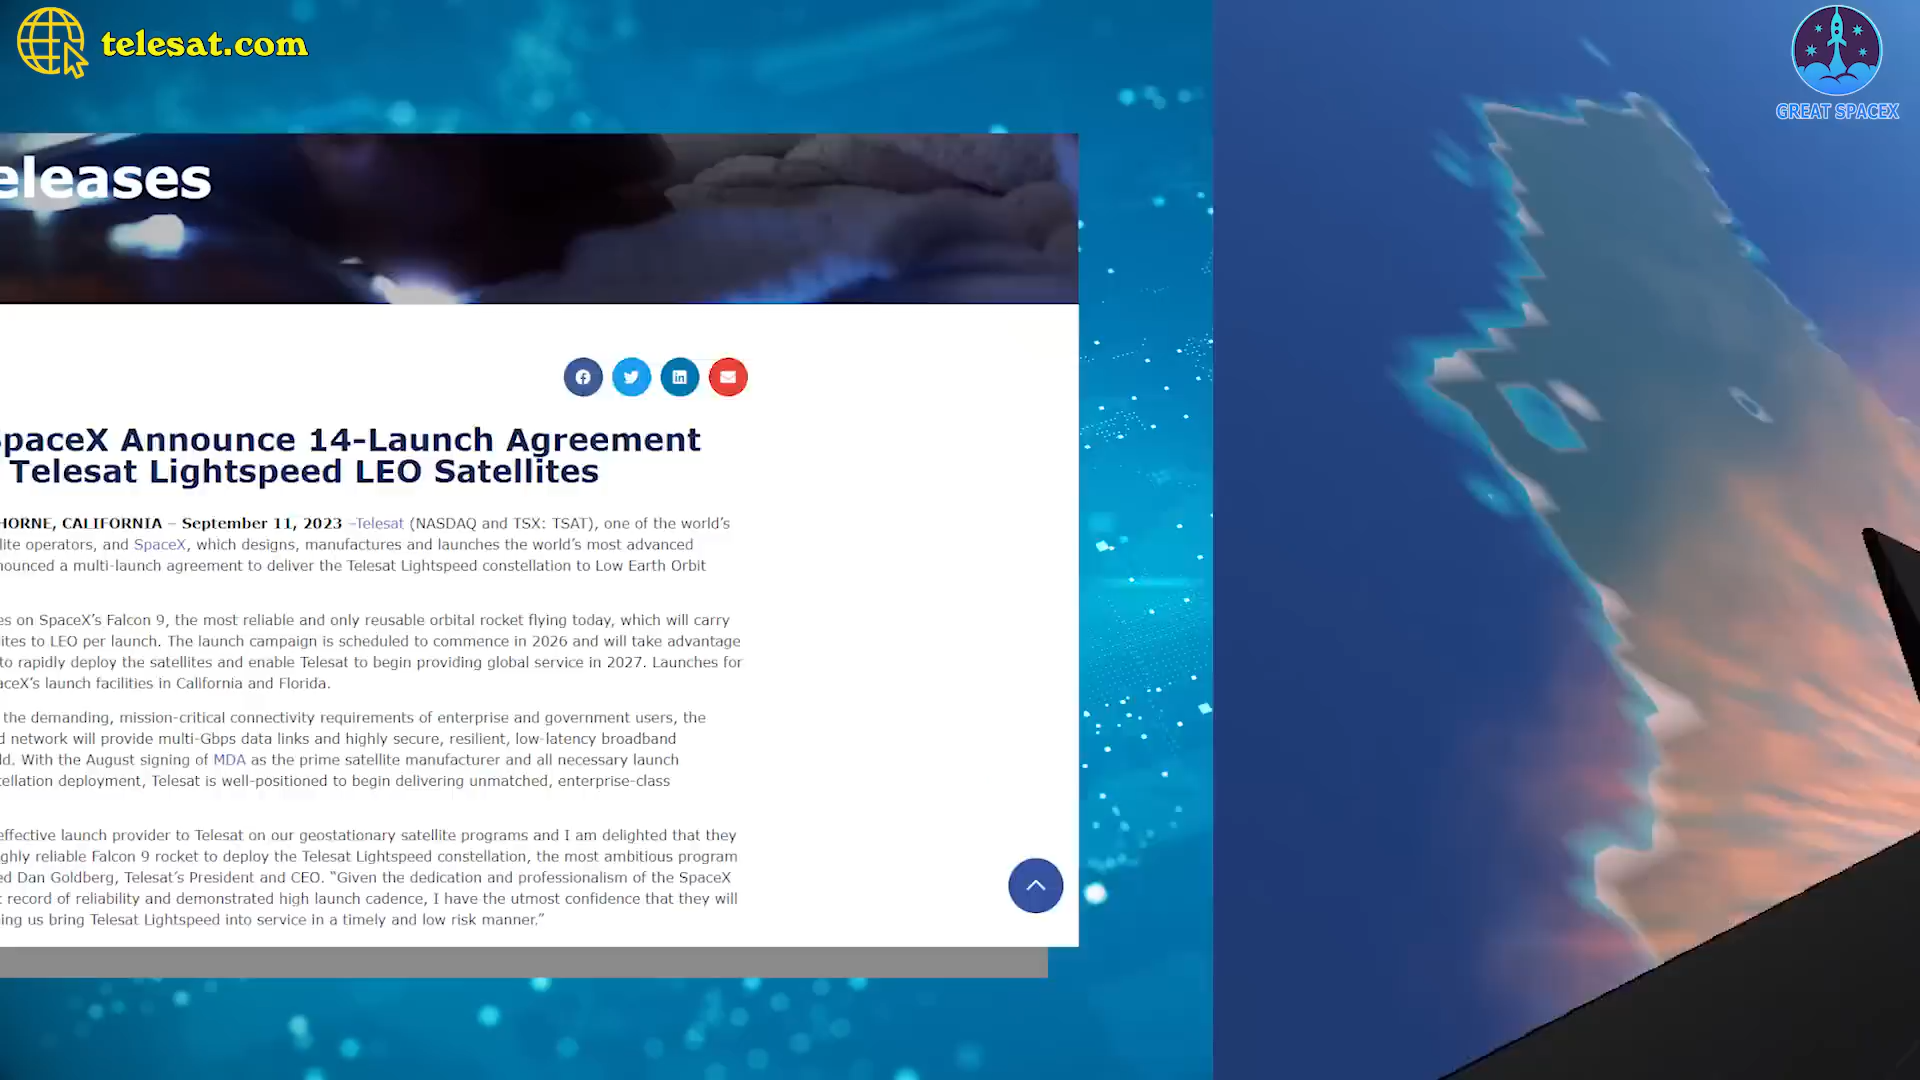 telesat.com
GREAT SPACEX
eleases
SpaceX Announce 14-Launch Agreement
Telesat Lightspeed LEO Satellites
HORNE, CALIFORNIA – September 11, 2023 –Telesat (NASDAQ and TSX: TSAT), one of the world's
lite operators, and SpaceX, which designs, manufactures and launches the world's most advanced
nounced a multi-launch agreement to deliver the Telesat Lightspeed constellation to Low Earth Orbit
es on SpaceX's Falcon 9, the most reliable and only reusable orbital rocket flying today, which will carry
lites to LEO per launch. The launch campaign is scheduled to commence in 2026 and will take advantage
to rapidly deploy the satellites and enable Telesat to begin providing global service in 2027. Launches for
aceX's launch facilities in California and Florida.
the demanding, mission-critical connectivity requirements of enterprise and government users, the
d network will provide multi-Gbps data links and highly secure, resilient, low-latency broadband
ld. With the August signing of MDA as the prime satellite manufacturer and all necessary launch
tellation deployment, Telesat is well-positioned to begin delivering unmatched, enterprise-class
effective launch provider to Telesat on our geostationary satellite programs and I am delighted that they
ghly reliable Falcon 9 rocket to deploy the Telesat Lightspeed constellation, the most ambitious program
ed Dan Goldberg, Telesat's President and CEO. “Given the dedication and professionalism of the SpaceX
t record of reliability and demonstrated high launch cadence, I have the utmost confidence that they will
ing us bring Telesat Lightspeed into service in a timely and low risk manner.”